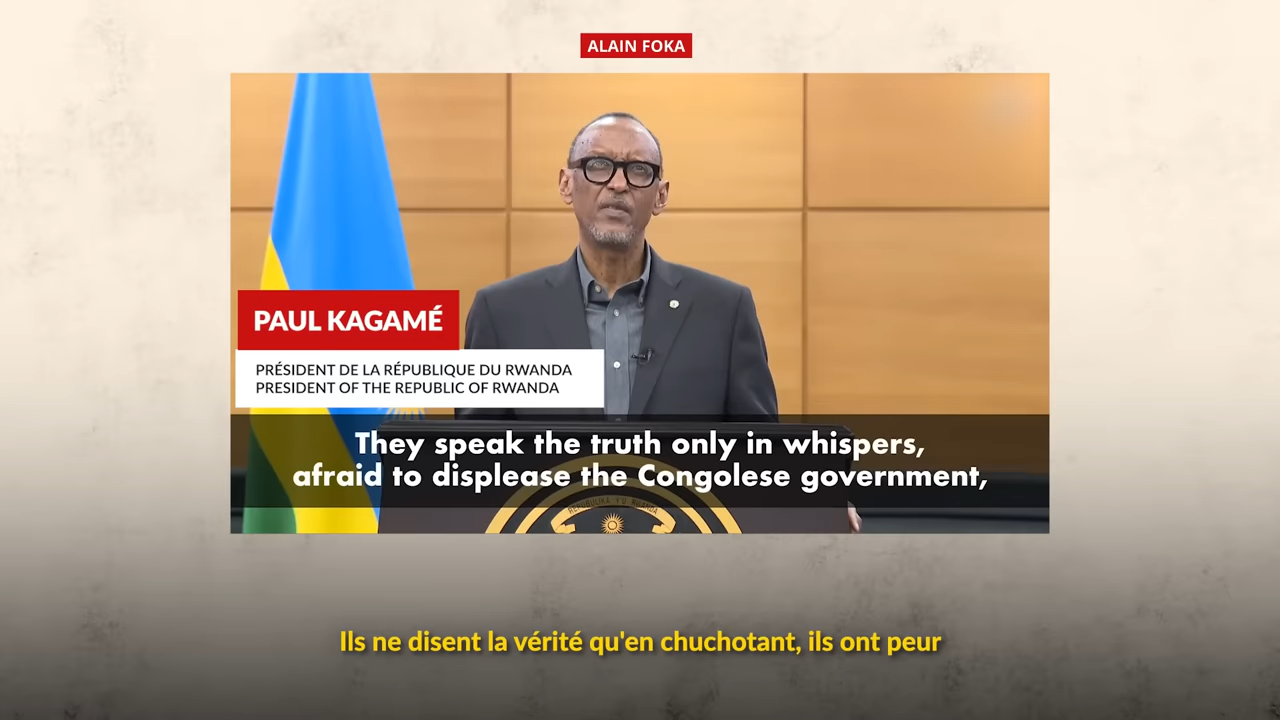 ALAIN FOKA
PAUL KAGAMÉ
PRÉSIDENT DE LA RÉPUBLIQUE DU RWANDA
PRESIDENT OF THE REPUBLIC OF RWANDA
They speak the truth only in whispers,
afraid to displease the Congolese government,
REPUBULIKA Y'U RWANDA
Ils ne disent la vérité qu'en chuchotant, ils ont peur